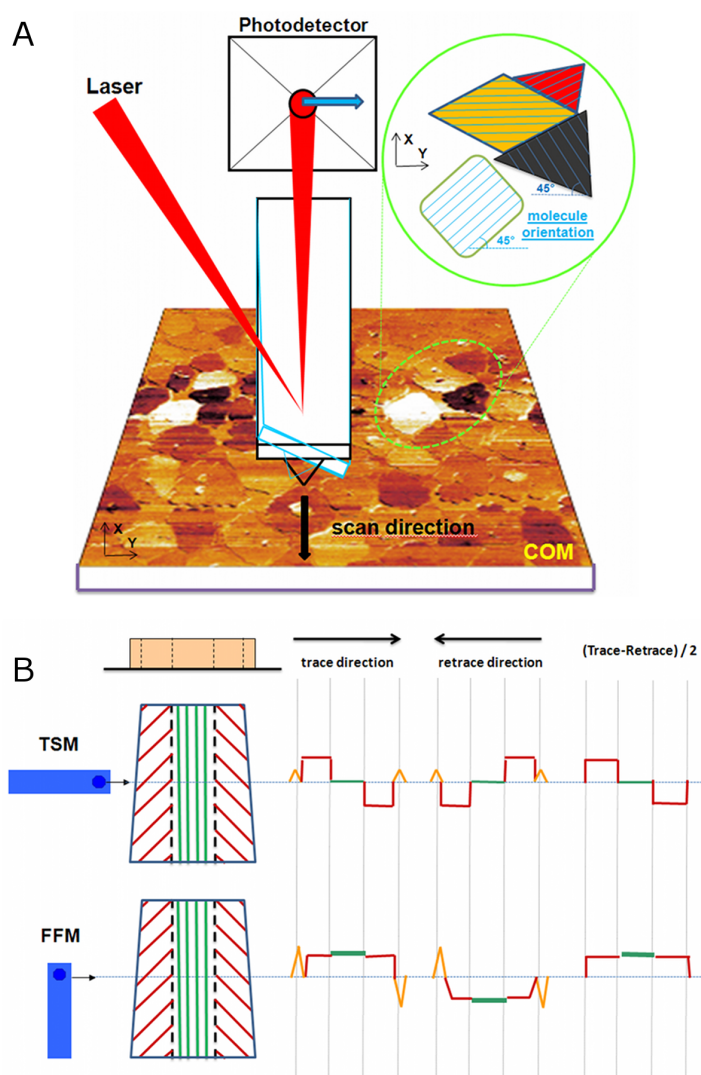 A
Photodetector
Laser
X
Y
45°
molecule
orientation
45°
scan direction
X
Y
COM
B
trace direction
retrace direction
(Trace-Retrace) / 2
TSM
FFM